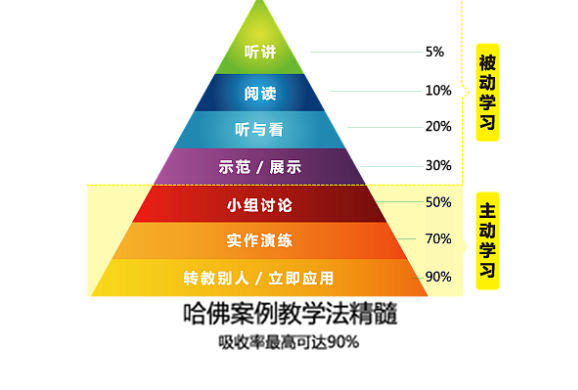 听讲 5%
阅读 10%
听与看 20%
示范 / 展示 30%
被动学习
小组讨论 50%
实作演练 70%
转教别人 / 立即应用 90%
主动学习
哈佛案例教学法精髓
吸收率最高可达90%